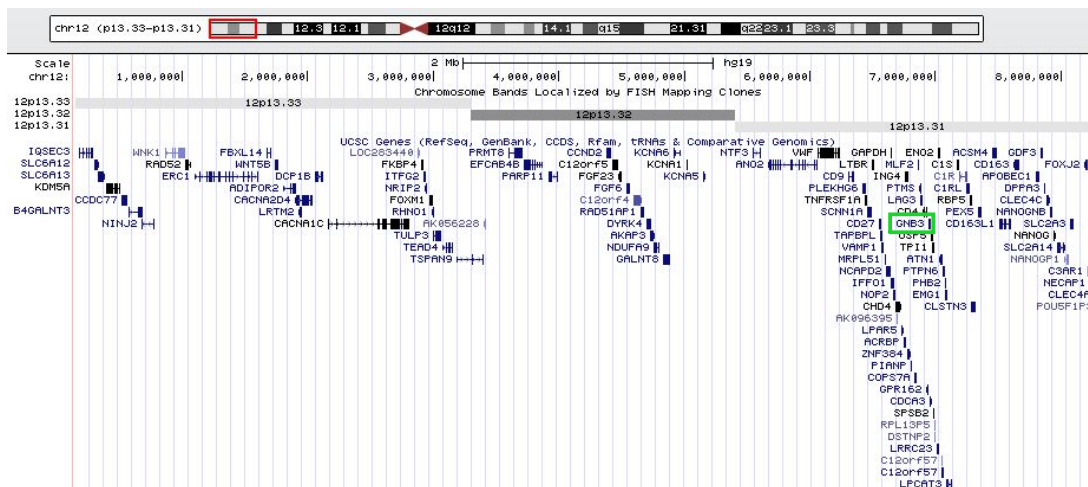 chr12 (p13.33-p13.31) 12.3 12.1 12q12 14.1 q15 21.31 q22 23.1 23.3
Scale 2 Mb hg19
chr12: 1,000,000 2,000,000 3,000,000 4,000,000 5,000,000 6,000,000 7,000,000 8,000,000
Chromosome Bands Localized by FISH Mapping Clones
12p13.33 12p13.33
12p13.32 12p13.32
12p13.31 12p13.31
UCSC Genes (RefSeq, GenBank, CCDS, Rfam, tRNAs & Comparative Genomics)
IQSEC3 WNK1 FBXL14 LOC283440 PRMT8 CCND2 KCNA6 NTF3 VWF GAPDH ENO2 ACSM4 GDF3
SLC6A12 RAD52 WNT5B FKBP4 EFCAB4B C12orf5 KCNA1 ANO2 LTBR MLF2 C1S CD163 FOXJ2
SLC6A13 ERC1 DCP1B ITFG2 PARP11 FGF23 KCNA5 CD9 ING4 C1R APOBEC1
KDM5A ADIPOR2 NRIP2 FGF6 PLEKHG6 PTMS C1RL DPPA3
CCDC77 CACNA2D4 FOXM1 C12orf4 TNFRSF1A LAG3 RBP5 CLEC4C
B4GALNT3 LRTM2 RHNO1 RAD51AP1 SCNN1A CD4 PEX5 NANOGNB
NINJ2 CACNA1C AK056228 DYRK4 CD27 GNB3 CD163L1 SLC2A3
TULP3 AKAP3 TAPBPL USP5 NANOG
TEAD4 NDUFA9 VAMP1 TPI1 SLC2A14
TSPAN9 GALNT8 MRPL51 ATN1 NANOGP1
NCAPD2 PTPN6 C3AR1
IFFO1 PHB2 NECAP1
NOP2 EMG1 CLEC4A
CHD4 CLSTN3 POU5F1P3
AK096395
LPAR5
ACRBP
ZNF384
PIANP
COPS7A
GPR162
CDCA3
SPSB2
RPL13P5
DSTNP2
LRRC23
C12orf57
C12orf57
LPCAT3